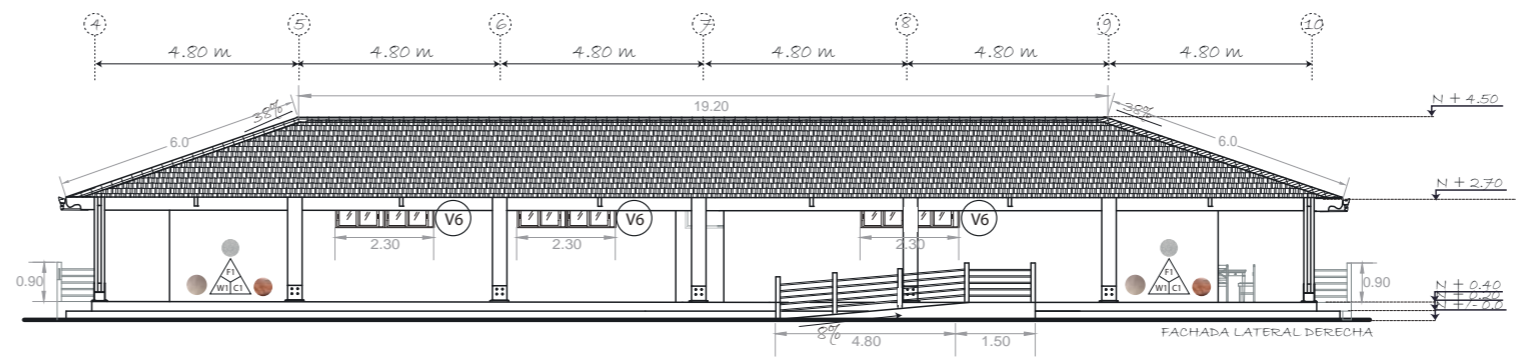 4 5 6 7 8 9 10
4.80 m 4.80 m 4.80 m 4.80 m 4.80 m 4.80 m
19.20
38% 38%
6.0 6.0
N + 4.50
N + 2.70
V6 V6 V6
2.30 2.30 2.30
F1 F1
W1 C1 W1 C1
0.90 0.90
N + 0.40
N + 0.20
N +/- 0.0
8% 4.80 1.50
FACHADA LATERAL DERECHA